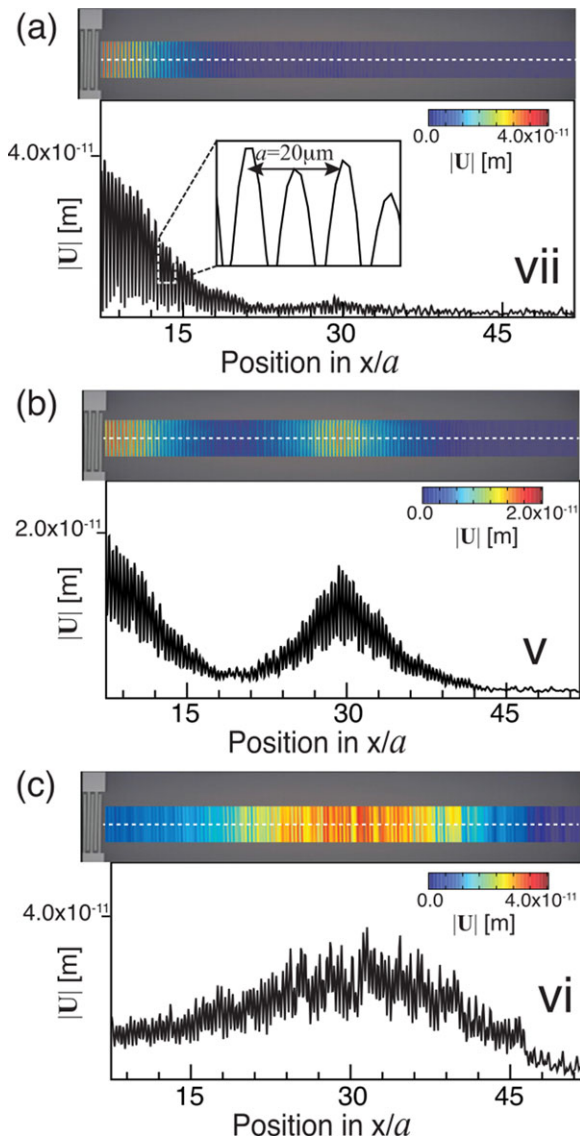 (a)
0.0 4.0x10⁻¹¹
|U| [m]
4.0x10⁻¹¹
a=20μm
|U| [m]
vii
15 30 45
Position in x/a
(b)
0.0 2.0x10⁻¹¹
|U| [m]
2.0x10⁻¹¹
|U| [m]
v
15 30 45
Position in x/a
(c)
0.0 4.0x10⁻¹¹
|U| [m]
4.0x10⁻¹¹
|U| [m]
vi
15 30 45
Position in x/a